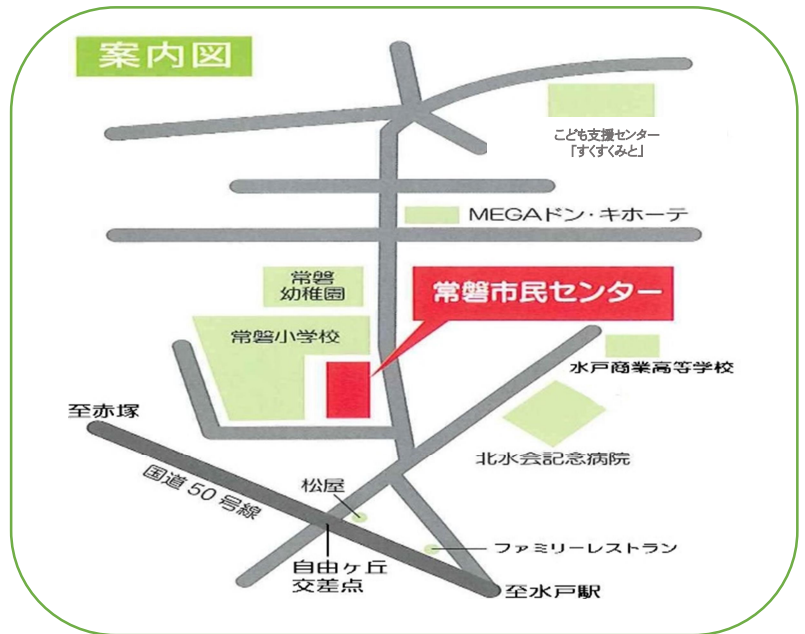 案内図
こども支援センター
「すくすくみと」
MEGAドン・キホーテ
常磐
幼稚園
常磐市民センター
常磐小学校
水戸商業高等学校
至赤塚
北水会記念病院
国道50号線
松屋
ファミリーレストラン
自由ヶ丘
交差点
至水戸駅